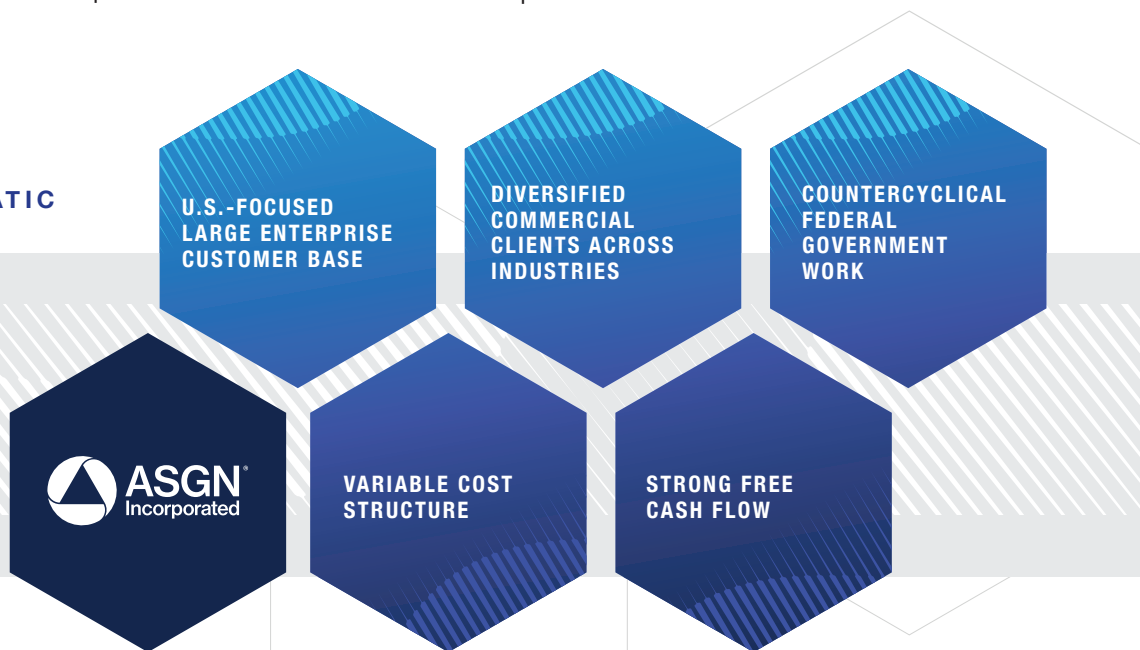 ATIC
U.S.-FOCUSED
LARGE ENTERPRISE
CUSTOMER BASE
DIVERSIFIED
COMMERCIAL
CLIENTS ACROSS
INDUSTRIES
COUNTERCYCLICAL
FEDERAL
GOVERNMENT
WORK
ASGN®
Incorporated
VARIABLE COST
STRUCTURE
STRONG FREE
CASH FLOW